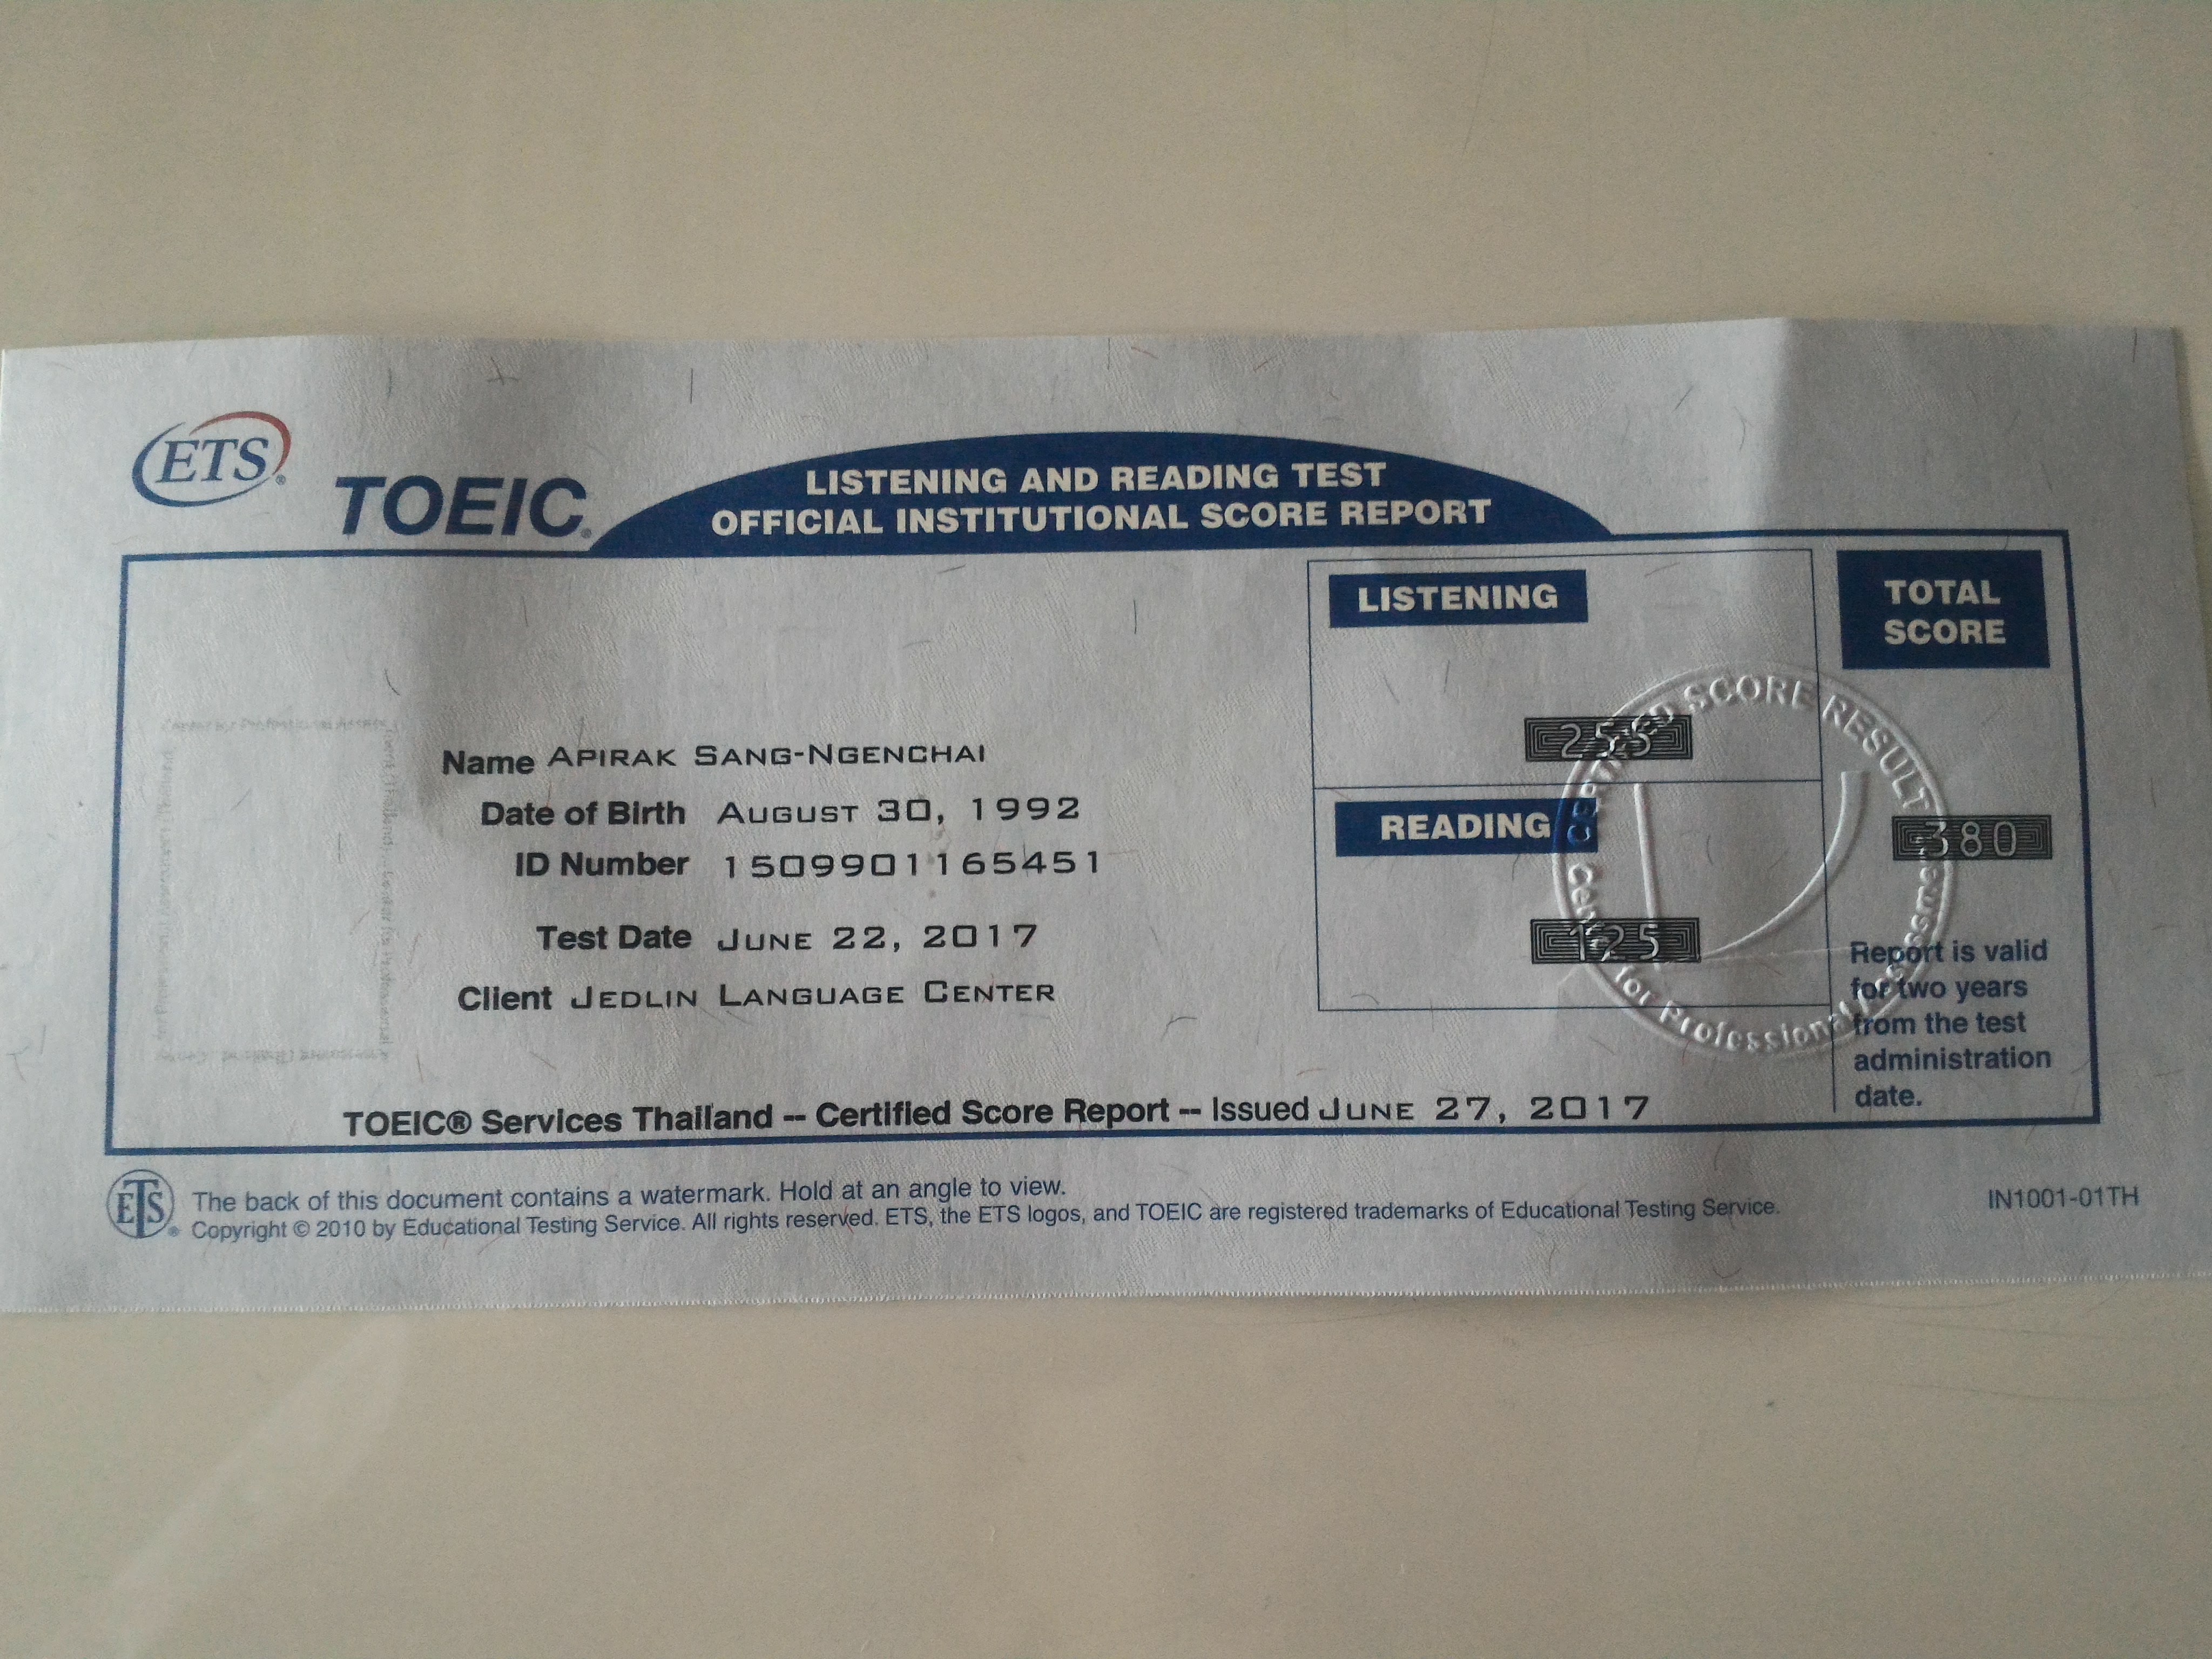 ETS®
TOEIC®
LISTENING AND READING TEST
OFFICIAL INSTITUTIONAL SCORE REPORT
Name APIRAK SANG-NGENCHAI
Date of Birth AUGUST 30, 1992
ID Number 1509901165451
Test Date JUNE 22, 2017
Client JEDLIN LANGUAGE CENTER
LISTENING
255
READING
125
TOTAL
SCORE
380
Report is valid
for two years
from the test
administration
date.
CERTIFIED SCORE RESULT
Center for Professional Assessment
TOEIC® Services Thailand -- Certified Score Report -- Issued JUNE 27, 2017
ETS®
The back of this document contains a watermark. Hold at an angle to view.
Copyright © 2010 by Educational Testing Service. All rights reserved. ETS, the ETS logos, and TOEIC are registered trademarks of Educational Testing Service.
IN1001-01TH